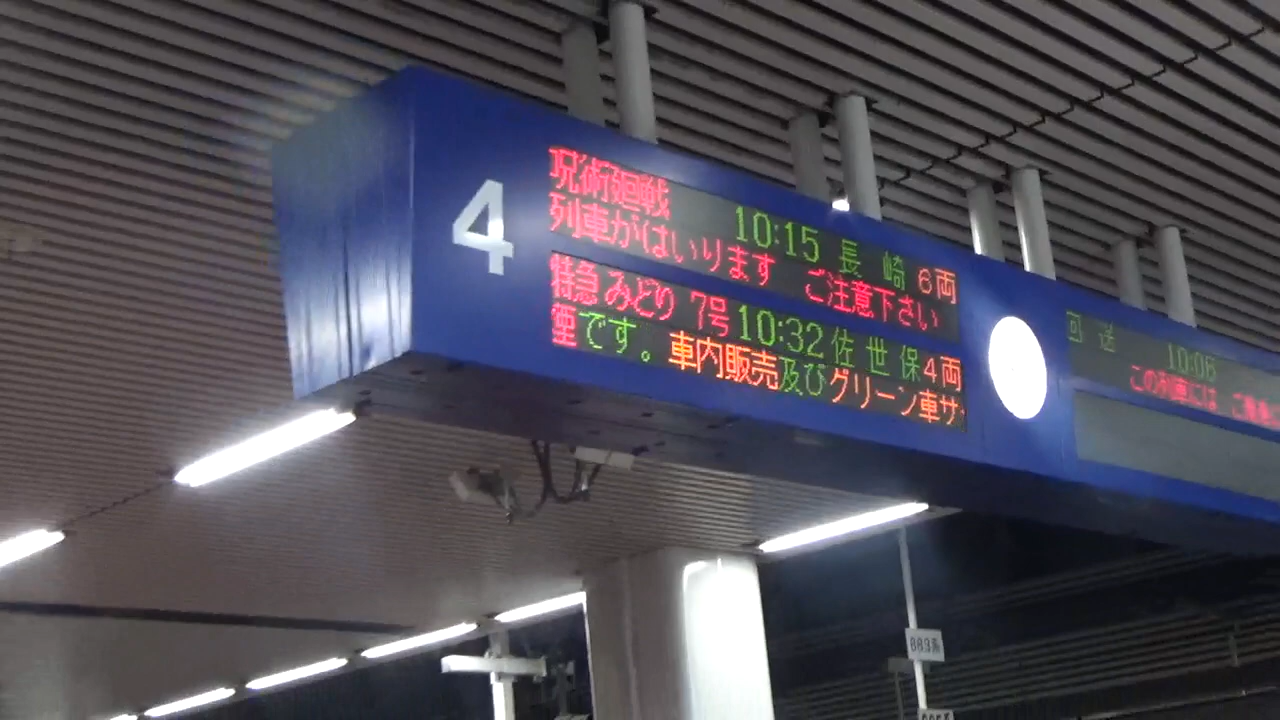 4
呪術廻戦 10:15 長崎 6両
列車がはいります ご注意下さい
特急 みどり 7号 10:32 佐世保 4両
です。 車内販売及びグリーン車サ
回送 10:06
この列車には ご
883系